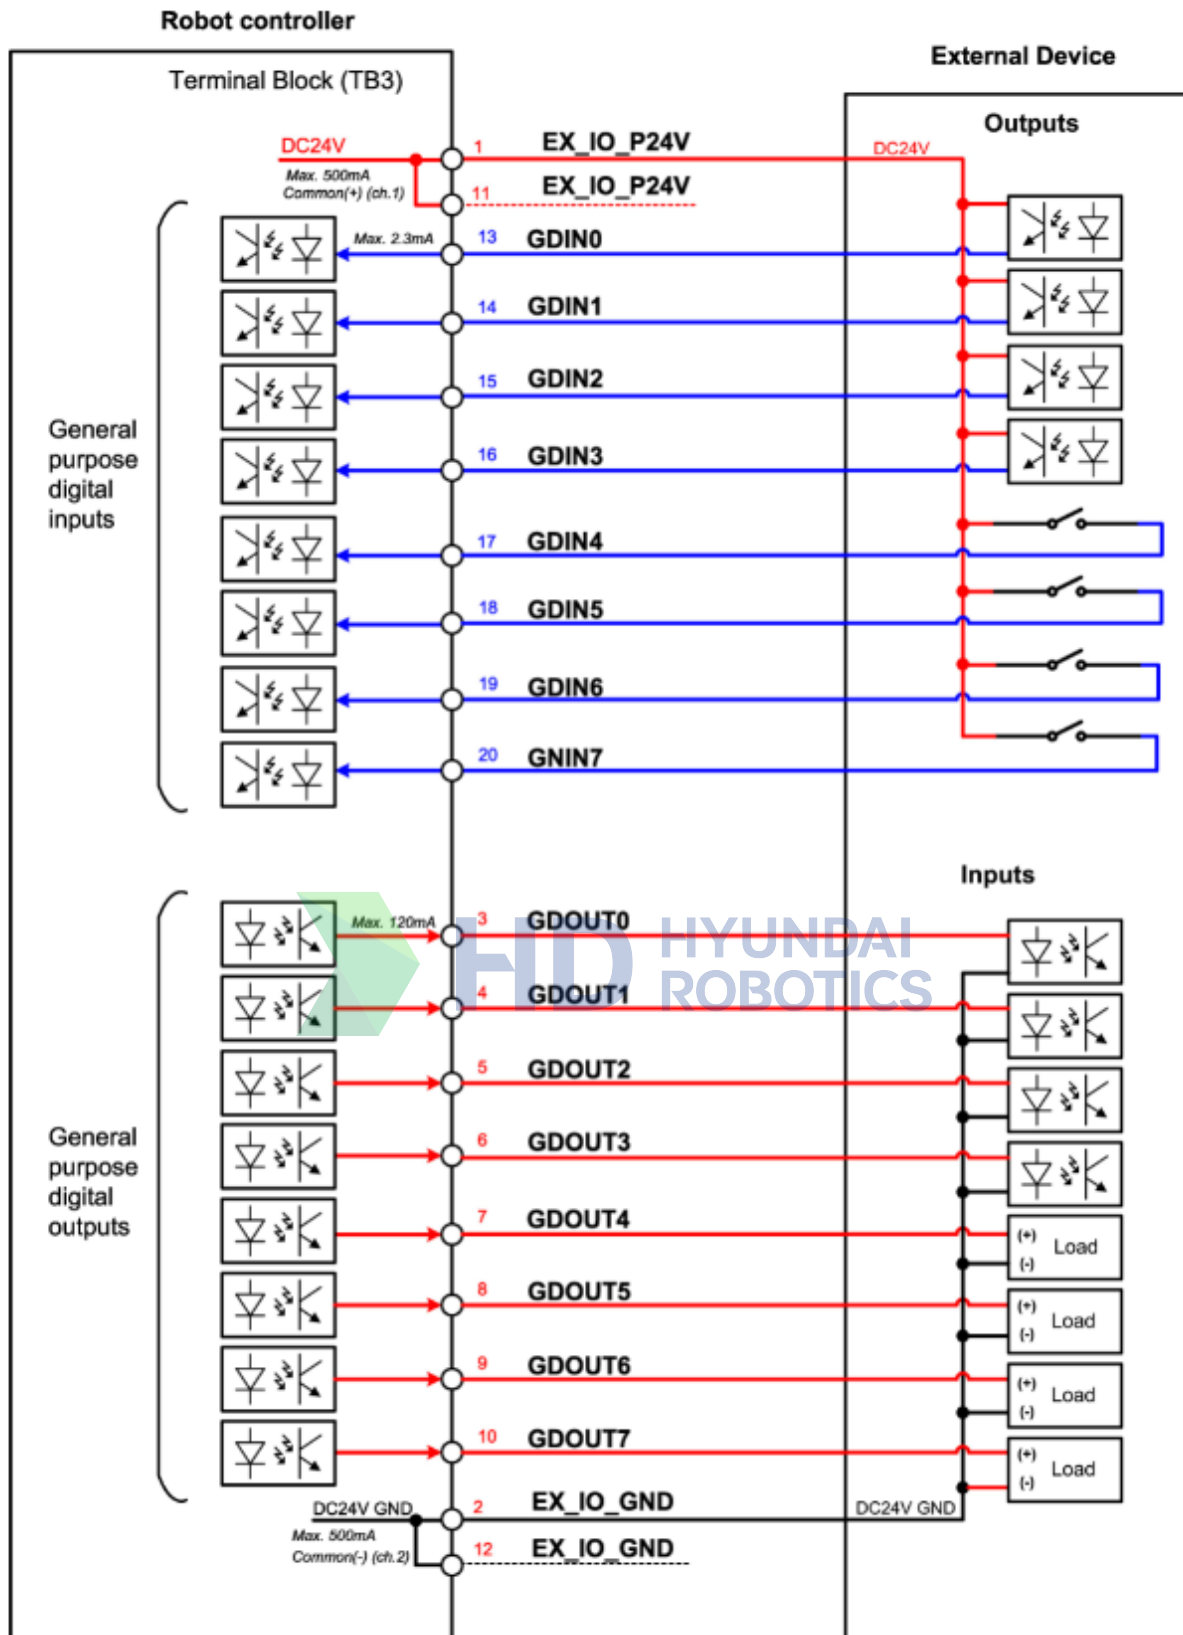 Robot controller
External Device
Terminal Block (TB3)
Outputs
DC24V
1
EX_IO_P24V
DC24V
Max. 500mA
Common(+) (ch.1)
11
EX_IO_P24V
Max. 2.3mA
13
GDIN0
14
GDIN1
15
GDIN2
16
GDIN3
General
purpose
digital
inputs
17
GDIN4
18
GDIN5
19
GDIN6
20
GNIN7
Inputs
Max. 120mA
3
GDOUT0
HD HYUNDAI
ROBOTICS
4
GDOUT1
5
GDOUT2
6
GDOUT3
General
purpose
digital
outputs
7
GDOUT4
(+)
(-)
Load
8
GDOUT5
(+)
(-)
Load
9
GDOUT6
(+)
(-)
Load
10
GDOUT7
(+)
(-)
Load
DC24V GND
2
EX_IO_GND
DC24V GND
Max. 500mA
Common(-) (ch.2)
12
EX_IO_GND